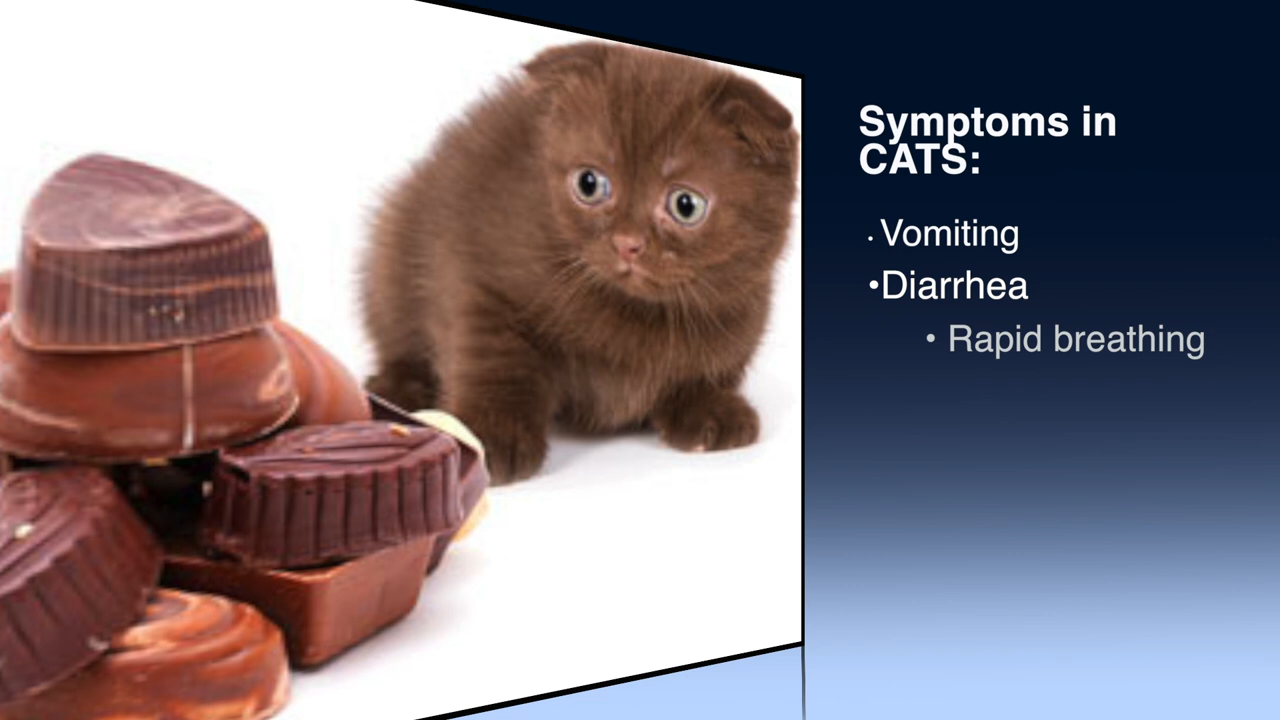 Symptoms in
CATS:
· Vomiting
•Diarrhea
• Rapid breathing